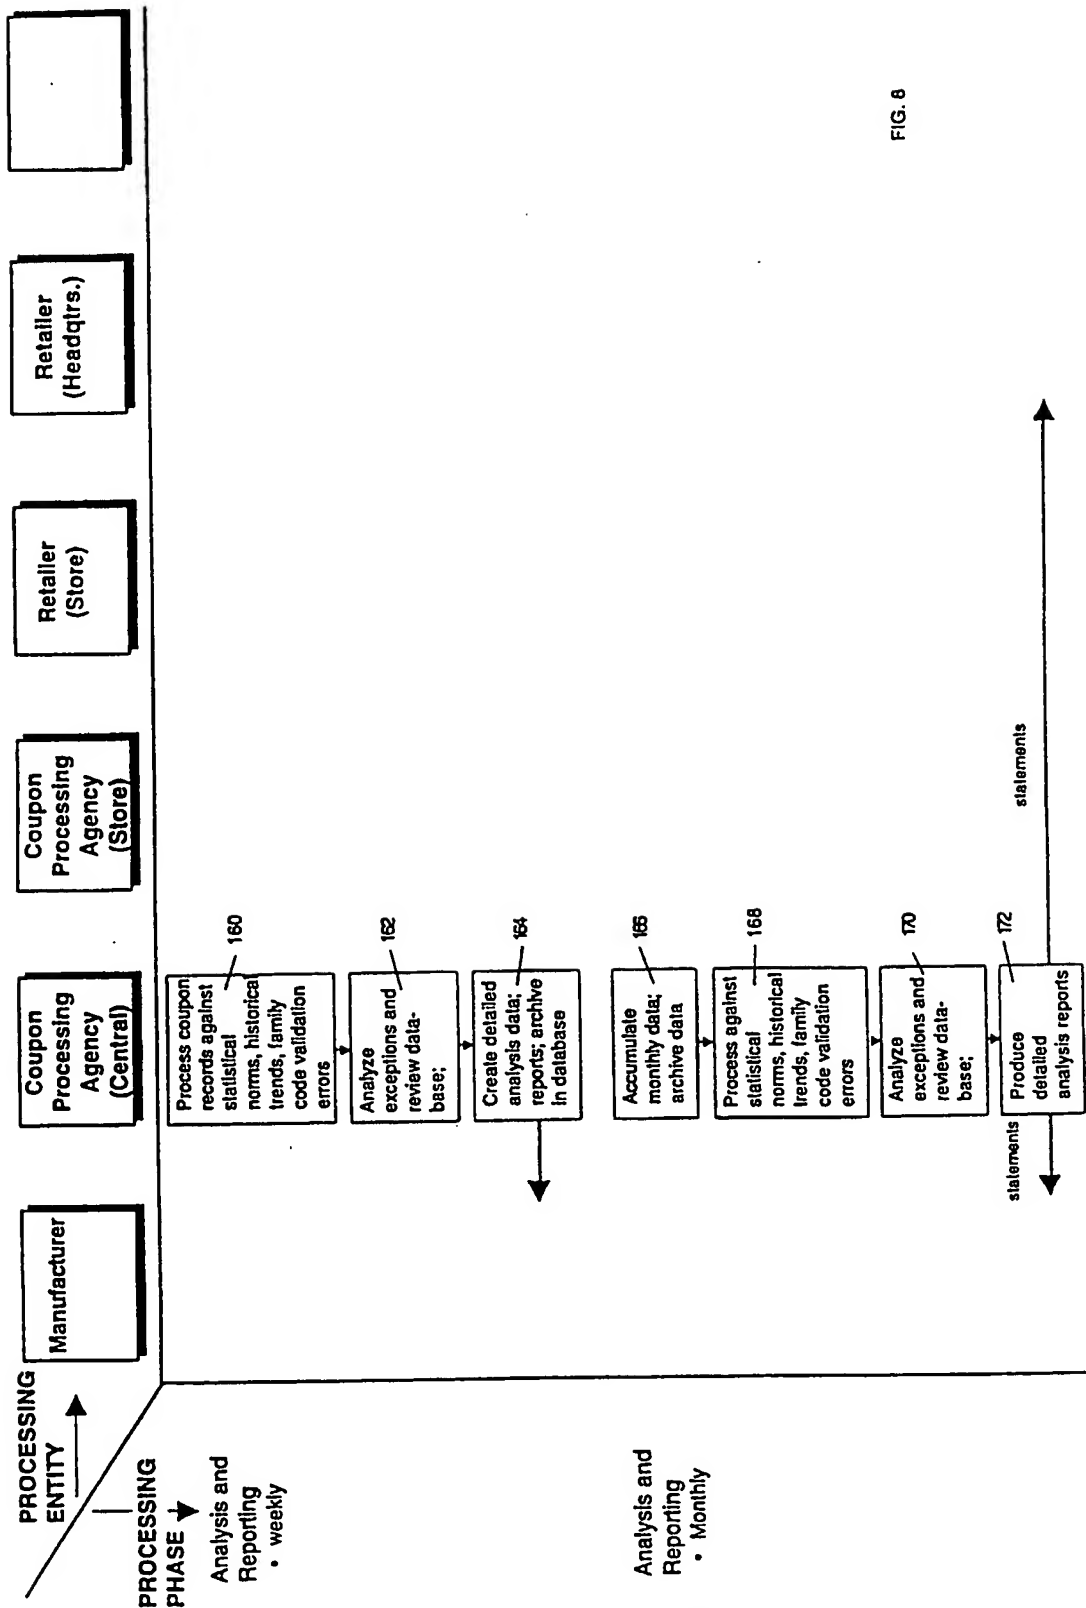 PROCESSING
ENTITY
Manufacturer
Coupon
Processing
Agency
(Central)
Coupon
Processing
Agency
(Store)
Retailer
(Store)
Retailer
(Headqtrs.)
PROCESSING
PHASE
Analysis and
Reporting
• weekly
Process coupon
records against
statistical
norms, historical
trends, family
code validation
errors
160
Analyze
exceptions and
review data-
base;
162
Create detailed
analysis data;
reports; archive
in database
164
Analysis and
Reporting
• Monthly
Accumulate
monthly data;
archive data
166
Process against
statistical
norms, historical
trends, family
code validation
errors
168
Analyze
exceptions and
review data-
base;
170
statements
Produce
detailed
analysis reports
172
statements
FIG. 8